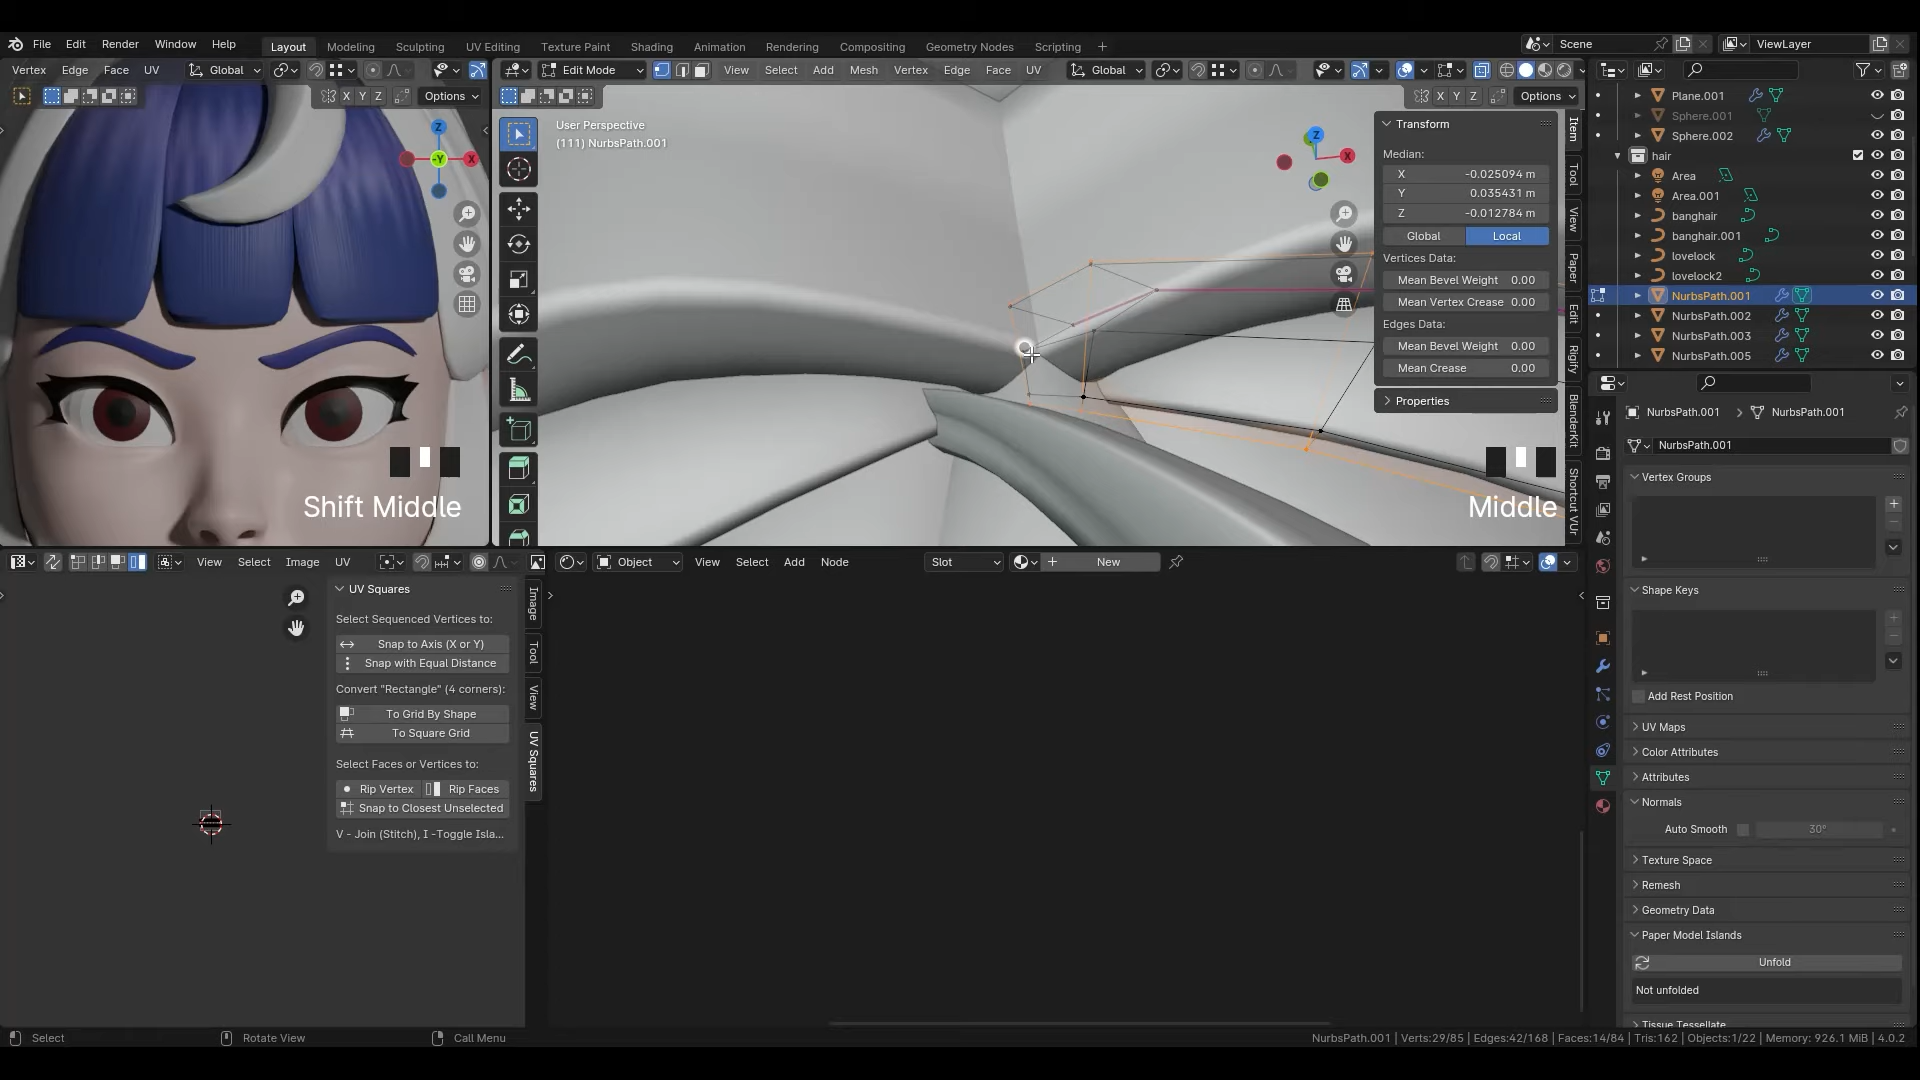 File Edit Render Window Help Layout Modeling Sculpting UV Editing Texture Paint Shading Animation Rendering Compositing Geometry Nodes Scripting + Scene ViewLayer
Vertex Edge Face UV Global
Edit Mode View Select Add Mesh Vertex Edge Face UV Global
X Y Z Options
X Y Z Options
User Perspective
(111) NurbsPath.001
Z
-Y
X
Z
X
Transform
Median:
X -0.025094 m
Y 0.035431 m
Z -0.012784 m
Global Local
Vertices Data:
Mean Bevel Weight 0.00
Mean Vertex Crease 0.00
Edges Data:
Mean Bevel Weight 0.00
Mean Crease 0.00
Properties
Item
Tool
View
Paper
Edit
Rigify
BlenderKit
Shortcut VUr
Shift Middle
Middle
Plane.001
Sphere.001
Sphere.002
hair
Area
Area.001
banghair
banghair.001
lovelock
lovelock2
NurbsPath.001
NurbsPath.002
NurbsPath.003
NurbsPath.005
NurbsPath.001 > NurbsPath.001
NurbsPath.001
Vertex Groups
Shape Keys
Add Rest Position
UV Maps
Color Attributes
Attributes
Normals
Auto Smooth 30°
Texture Space
Remesh
Geometry Data
Paper Model Islands
Unfold
Not unfolded
Tissue Tessellate
View Select Image UV
Object View Select Add Node Slot New
UV Squares
Select Sequenced Vertices to:
Snap to Axis (X or Y)
Snap with Equal Distance
Convert "Rectangle" (4 corners):
To Grid By Shape
To Square Grid
Select Faces or Vertices to:
Rip Vertex Rip Faces
Snap to Closest Unselected
V - Join (Stitch), I -Toggle Isla...
Image
Tool
View
UV Squares
Select Rotate View Call Menu NurbsPath.001 | Verts:29/85 | Edges:42/168 | Faces:14/84 | Tris:162 | Objects:1/22 | Memory: 926.1 MiB | 4.0.2